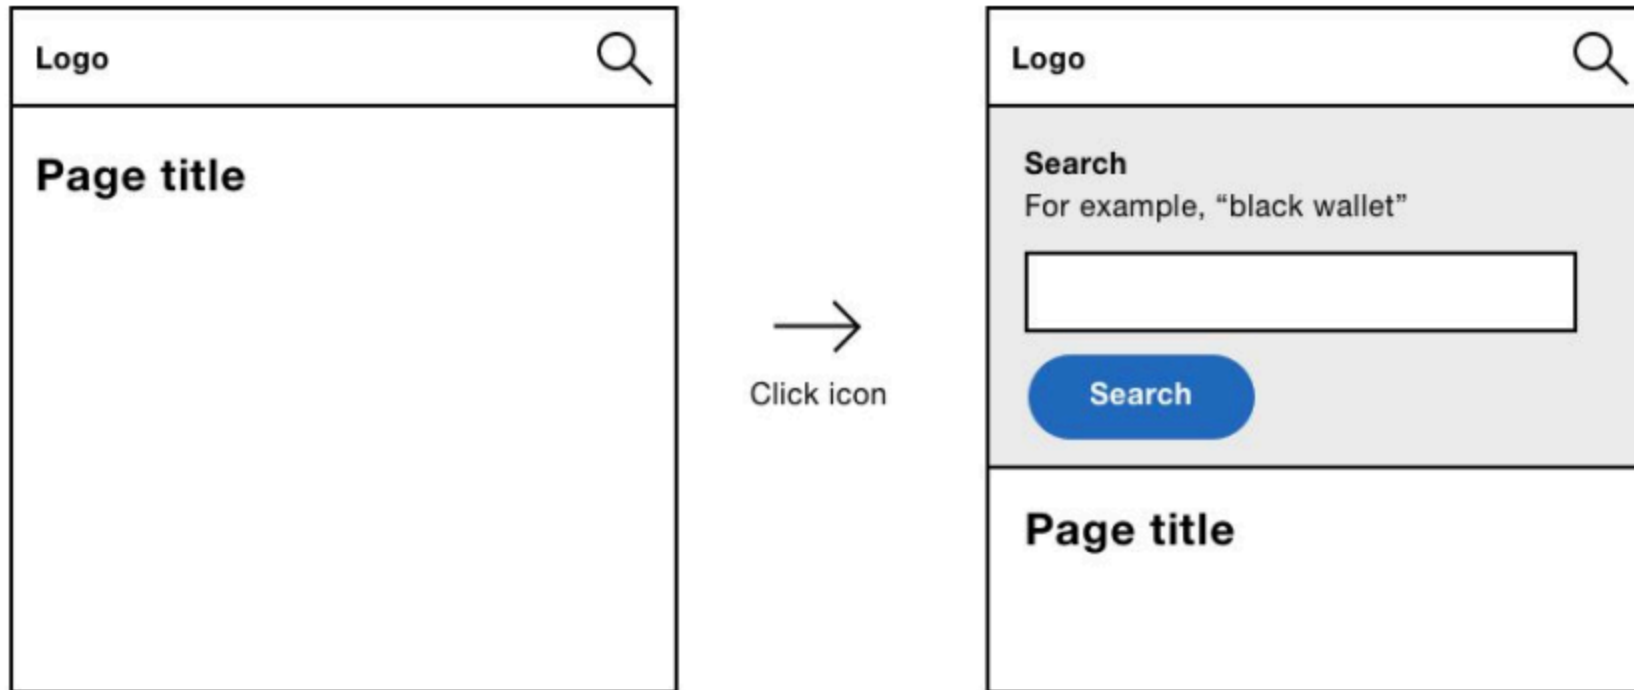 Logo
Page title
Click icon
Logo
Search
For example, “black wallet”
Search
Page title